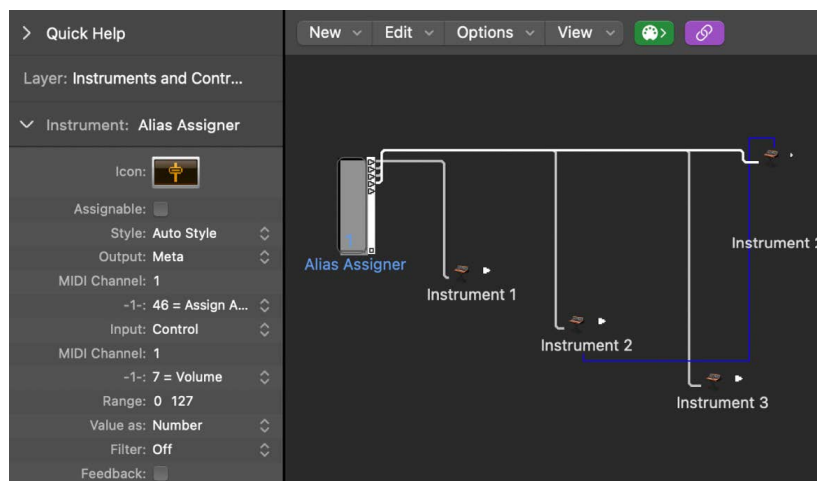 Quick Help
Layer: Instruments and Contr...
Instrument: Alias Assigner
Icon:
Assignable:
Style: Auto Style
Output: Meta
MIDI Channel: 1
-1-: 46 = Assign A...
Input: Control
MIDI Channel: 1
-1-: 7 = Volume
Range: 0 127
Value as: Number
Filter: Off
Feedback:
New Edit Options View
Alias Assigner
Instrument 1
Instrument 2
Instrument 3
Instrument